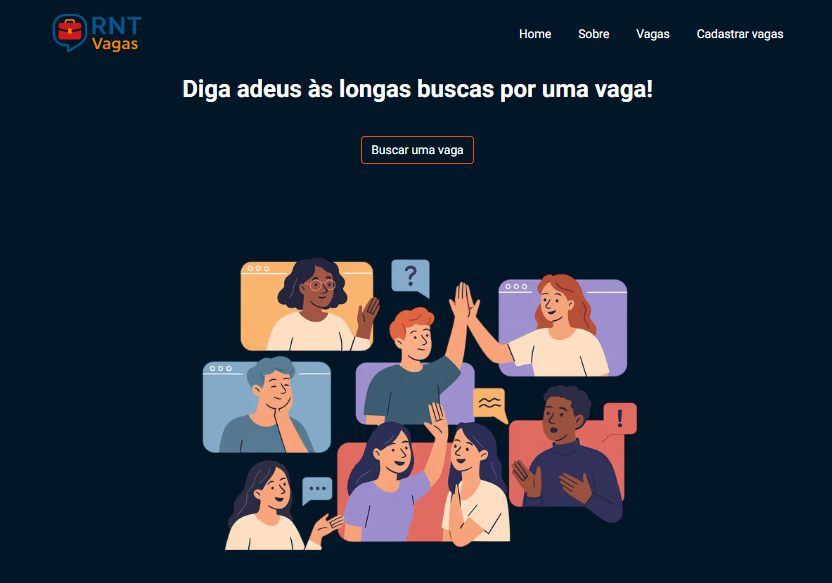 RNT
Vagas
Home
Sobre
Vagas
Cadastrar vagas
Diga adeus às longas buscas por uma vaga!
Buscar uma vaga
?
!